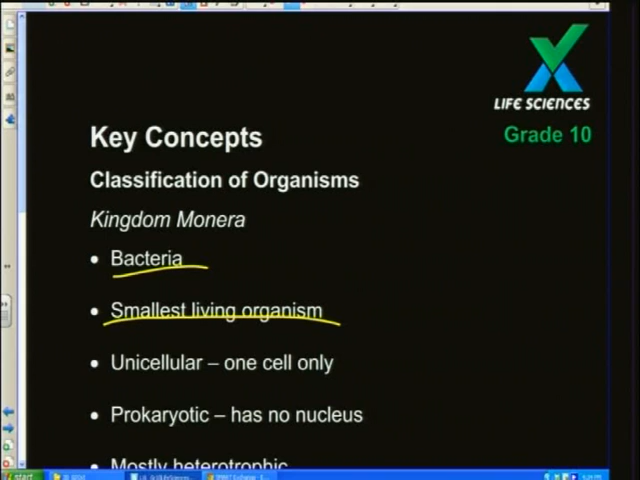 LIFE SCIENCES
Grade 10
Key Concepts
Classification of Organisms
Kingdom Monera
• Bacteria
• Smallest living organism
• Unicellular – one cell only
• Prokaryotic – has no nucleus
• Mostly heterotrophic
start